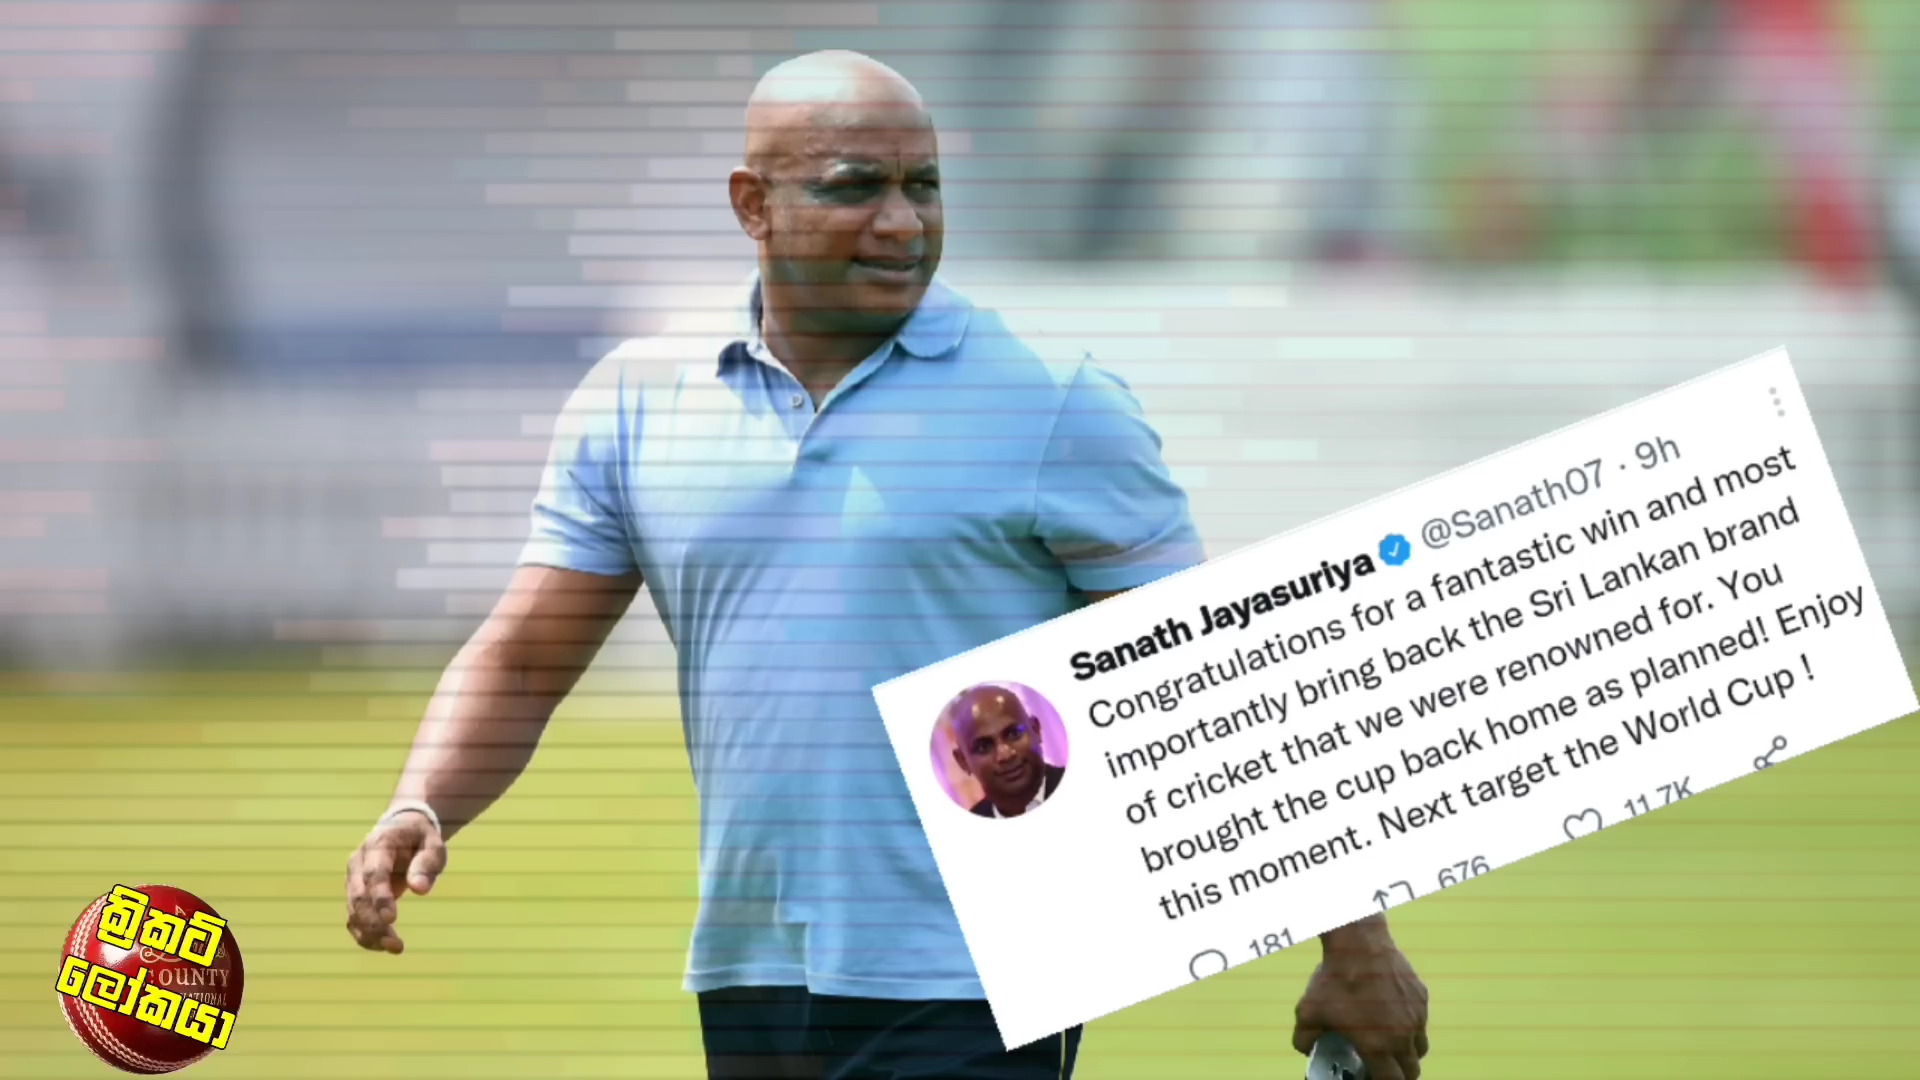 Sanath Jayasuriya @Sanath07 · 9h
Congratulations for a fantastic win and most
importantly bring back the Sri Lankan brand
of cricket that we were renowned for. You
brought the cup back home as planned! Enjoy
this moment. Next target the World Cup !
181 676 11.7K
ක්‍රිකට්
ලෝකයා
COUNTY